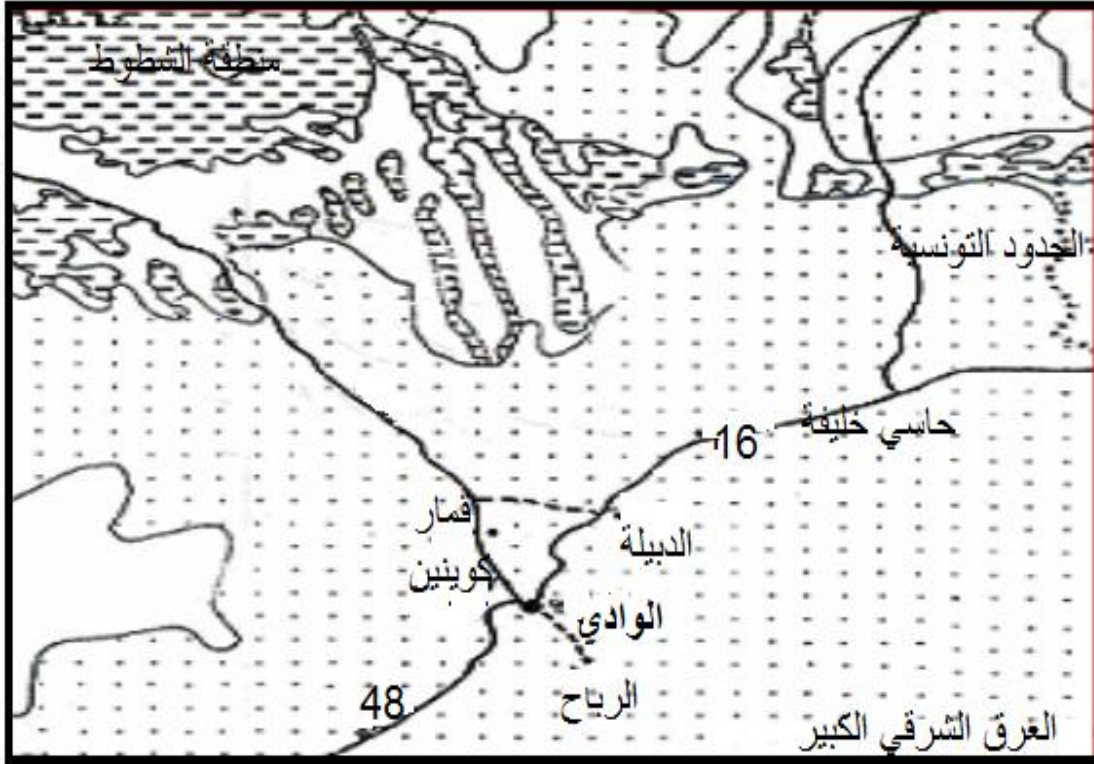 منطقة الشطوط
الحدود التونسية
حاسي خليفة
16
قمار
الدبيلة
كوينين
الوادي
الرباح
48
العرق الشرقي الكبير